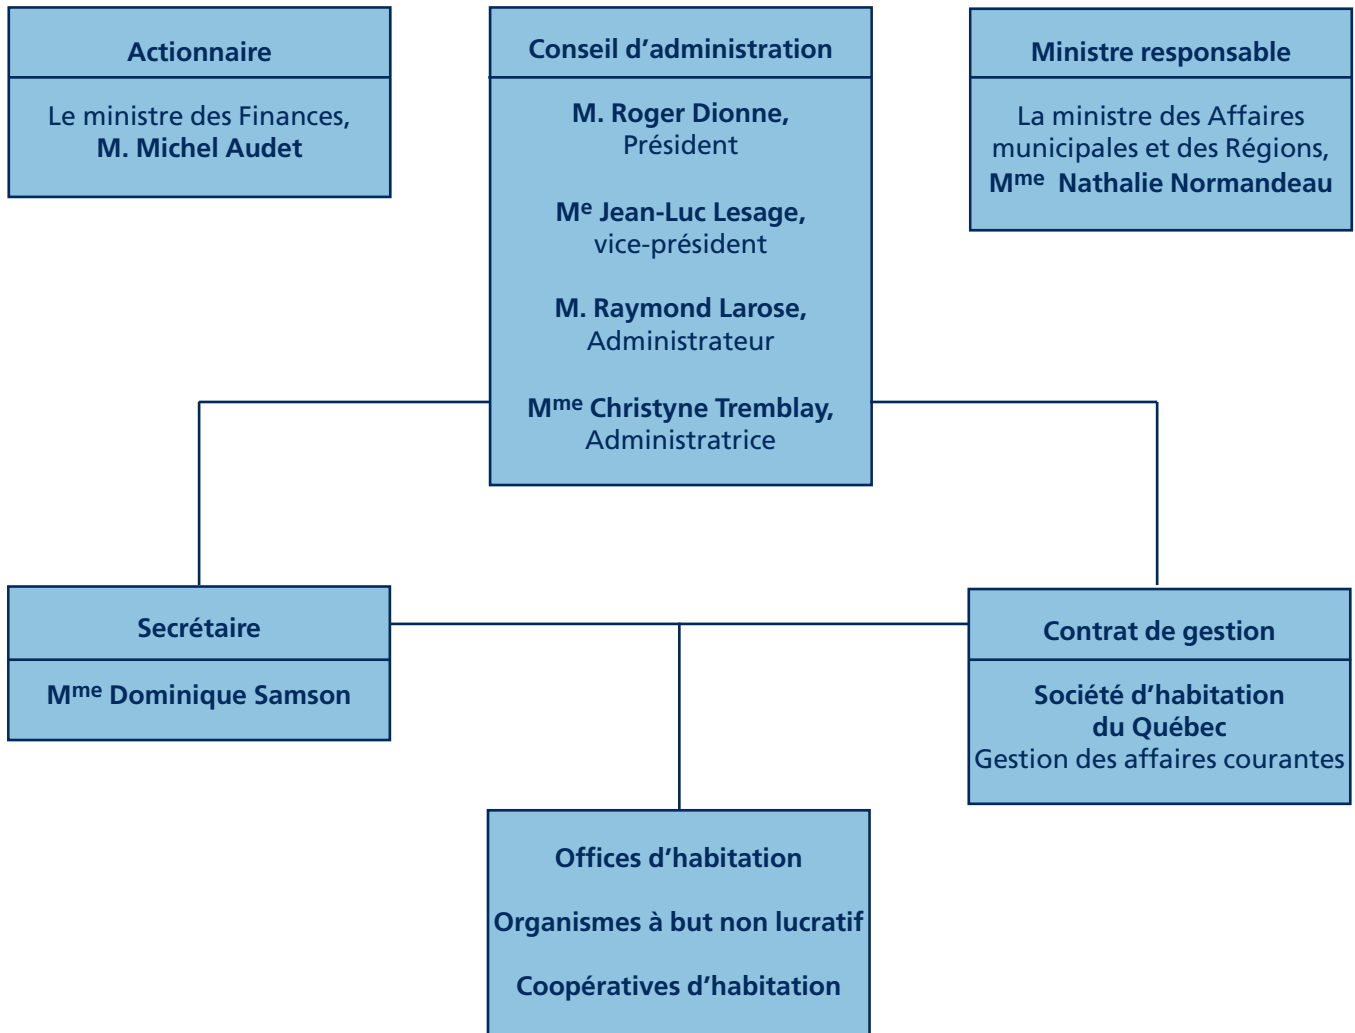 Actionnaire
Le ministre des Finances,
M. Michel Audet
Conseil d’administration
M. Roger Dionne,
Président
Me Jean-Luc Lesage,
vice-président
M. Raymond Larose,
Administrateur
Mme Christyne Tremblay,
Administratrice
Ministre responsable
La ministre des Affaires
municipales et des Régions,
Mme Nathalie Normandeau
Secrétaire
Mme Dominique Samson
Contrat de gestion
Société d’habitation
du Québec
Gestion des affaires courantes
Offices d’habitation
Organismes à but non lucratif
Coopératives d’habitation